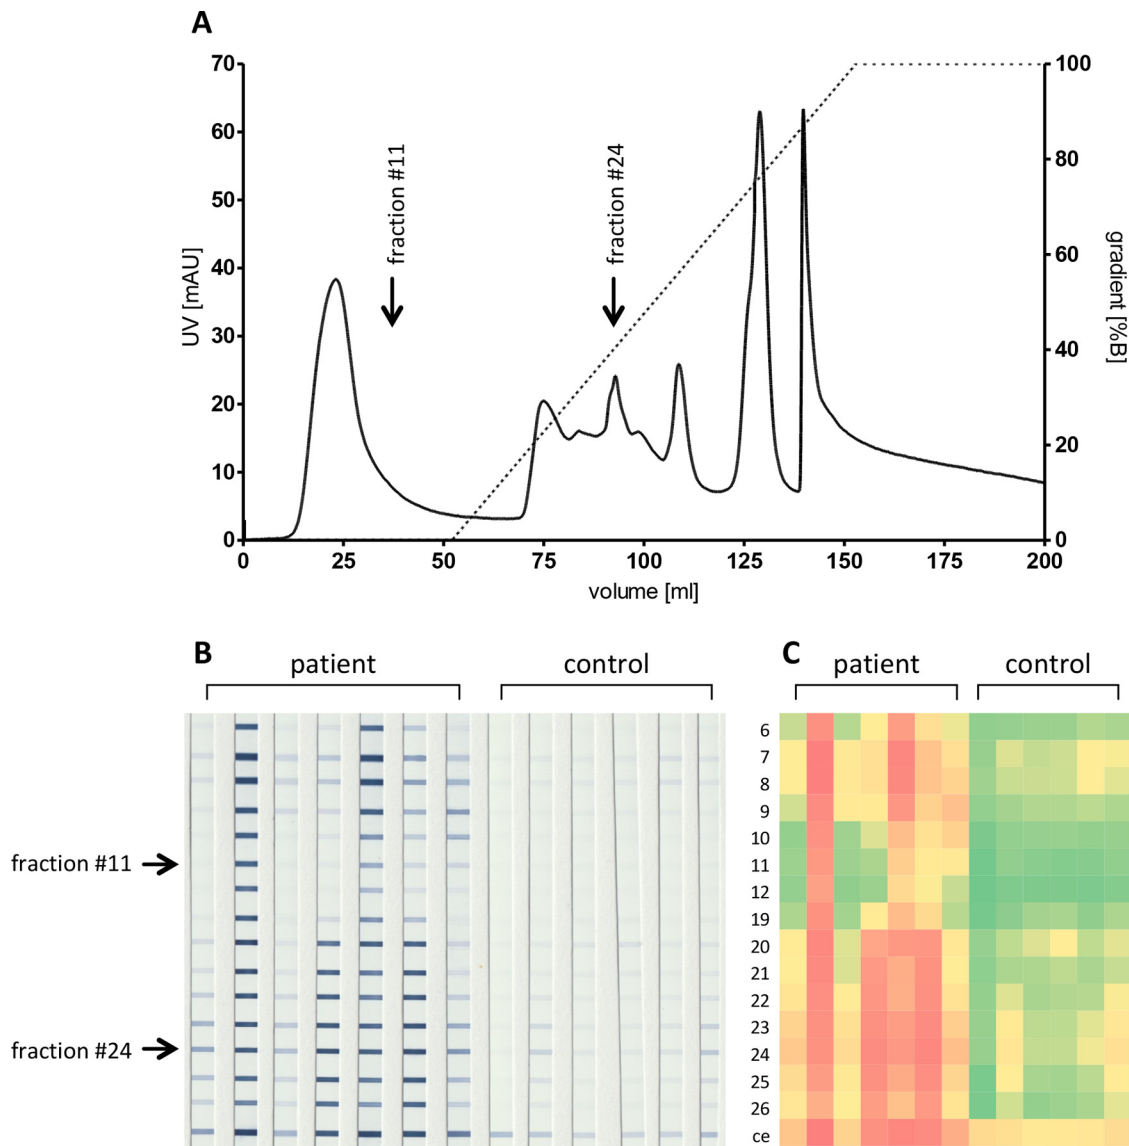 A
70
60
50
40
30
20
10
0
UV [mAU]
fraction #11
fraction #24
100
80
60
40
20
0
gradient [%B]
0 25 50 75 100 125 150 175 200
volume [ml]
B
patient control
fraction #11
fraction #24
C
patient control
6
7
8
9
10
11
12
19
20
21
22
23
24
25
26
ce